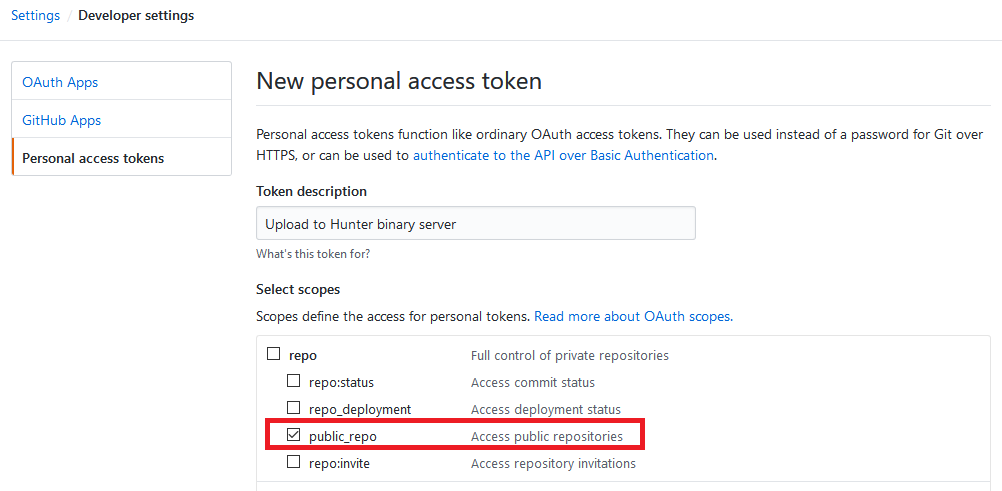 Settings / Developer settings
OAuth Apps
GitHub Apps
Personal access tokens
New personal access token
Personal access tokens function like ordinary OAuth access tokens. They can be used instead of a password for Git over
HTTPS, or can be used to authenticate to the API over Basic Authentication.
Token description
Upload to Hunter binary server
What's this token for?
Select scopes
Scopes define the access for personal tokens. Read more about OAuth scopes.
repo Full control of private repositories
repo:status Access commit status
repo_deployment Access deployment status
public_repo Access public repositories
repo:invite Access repository invitations